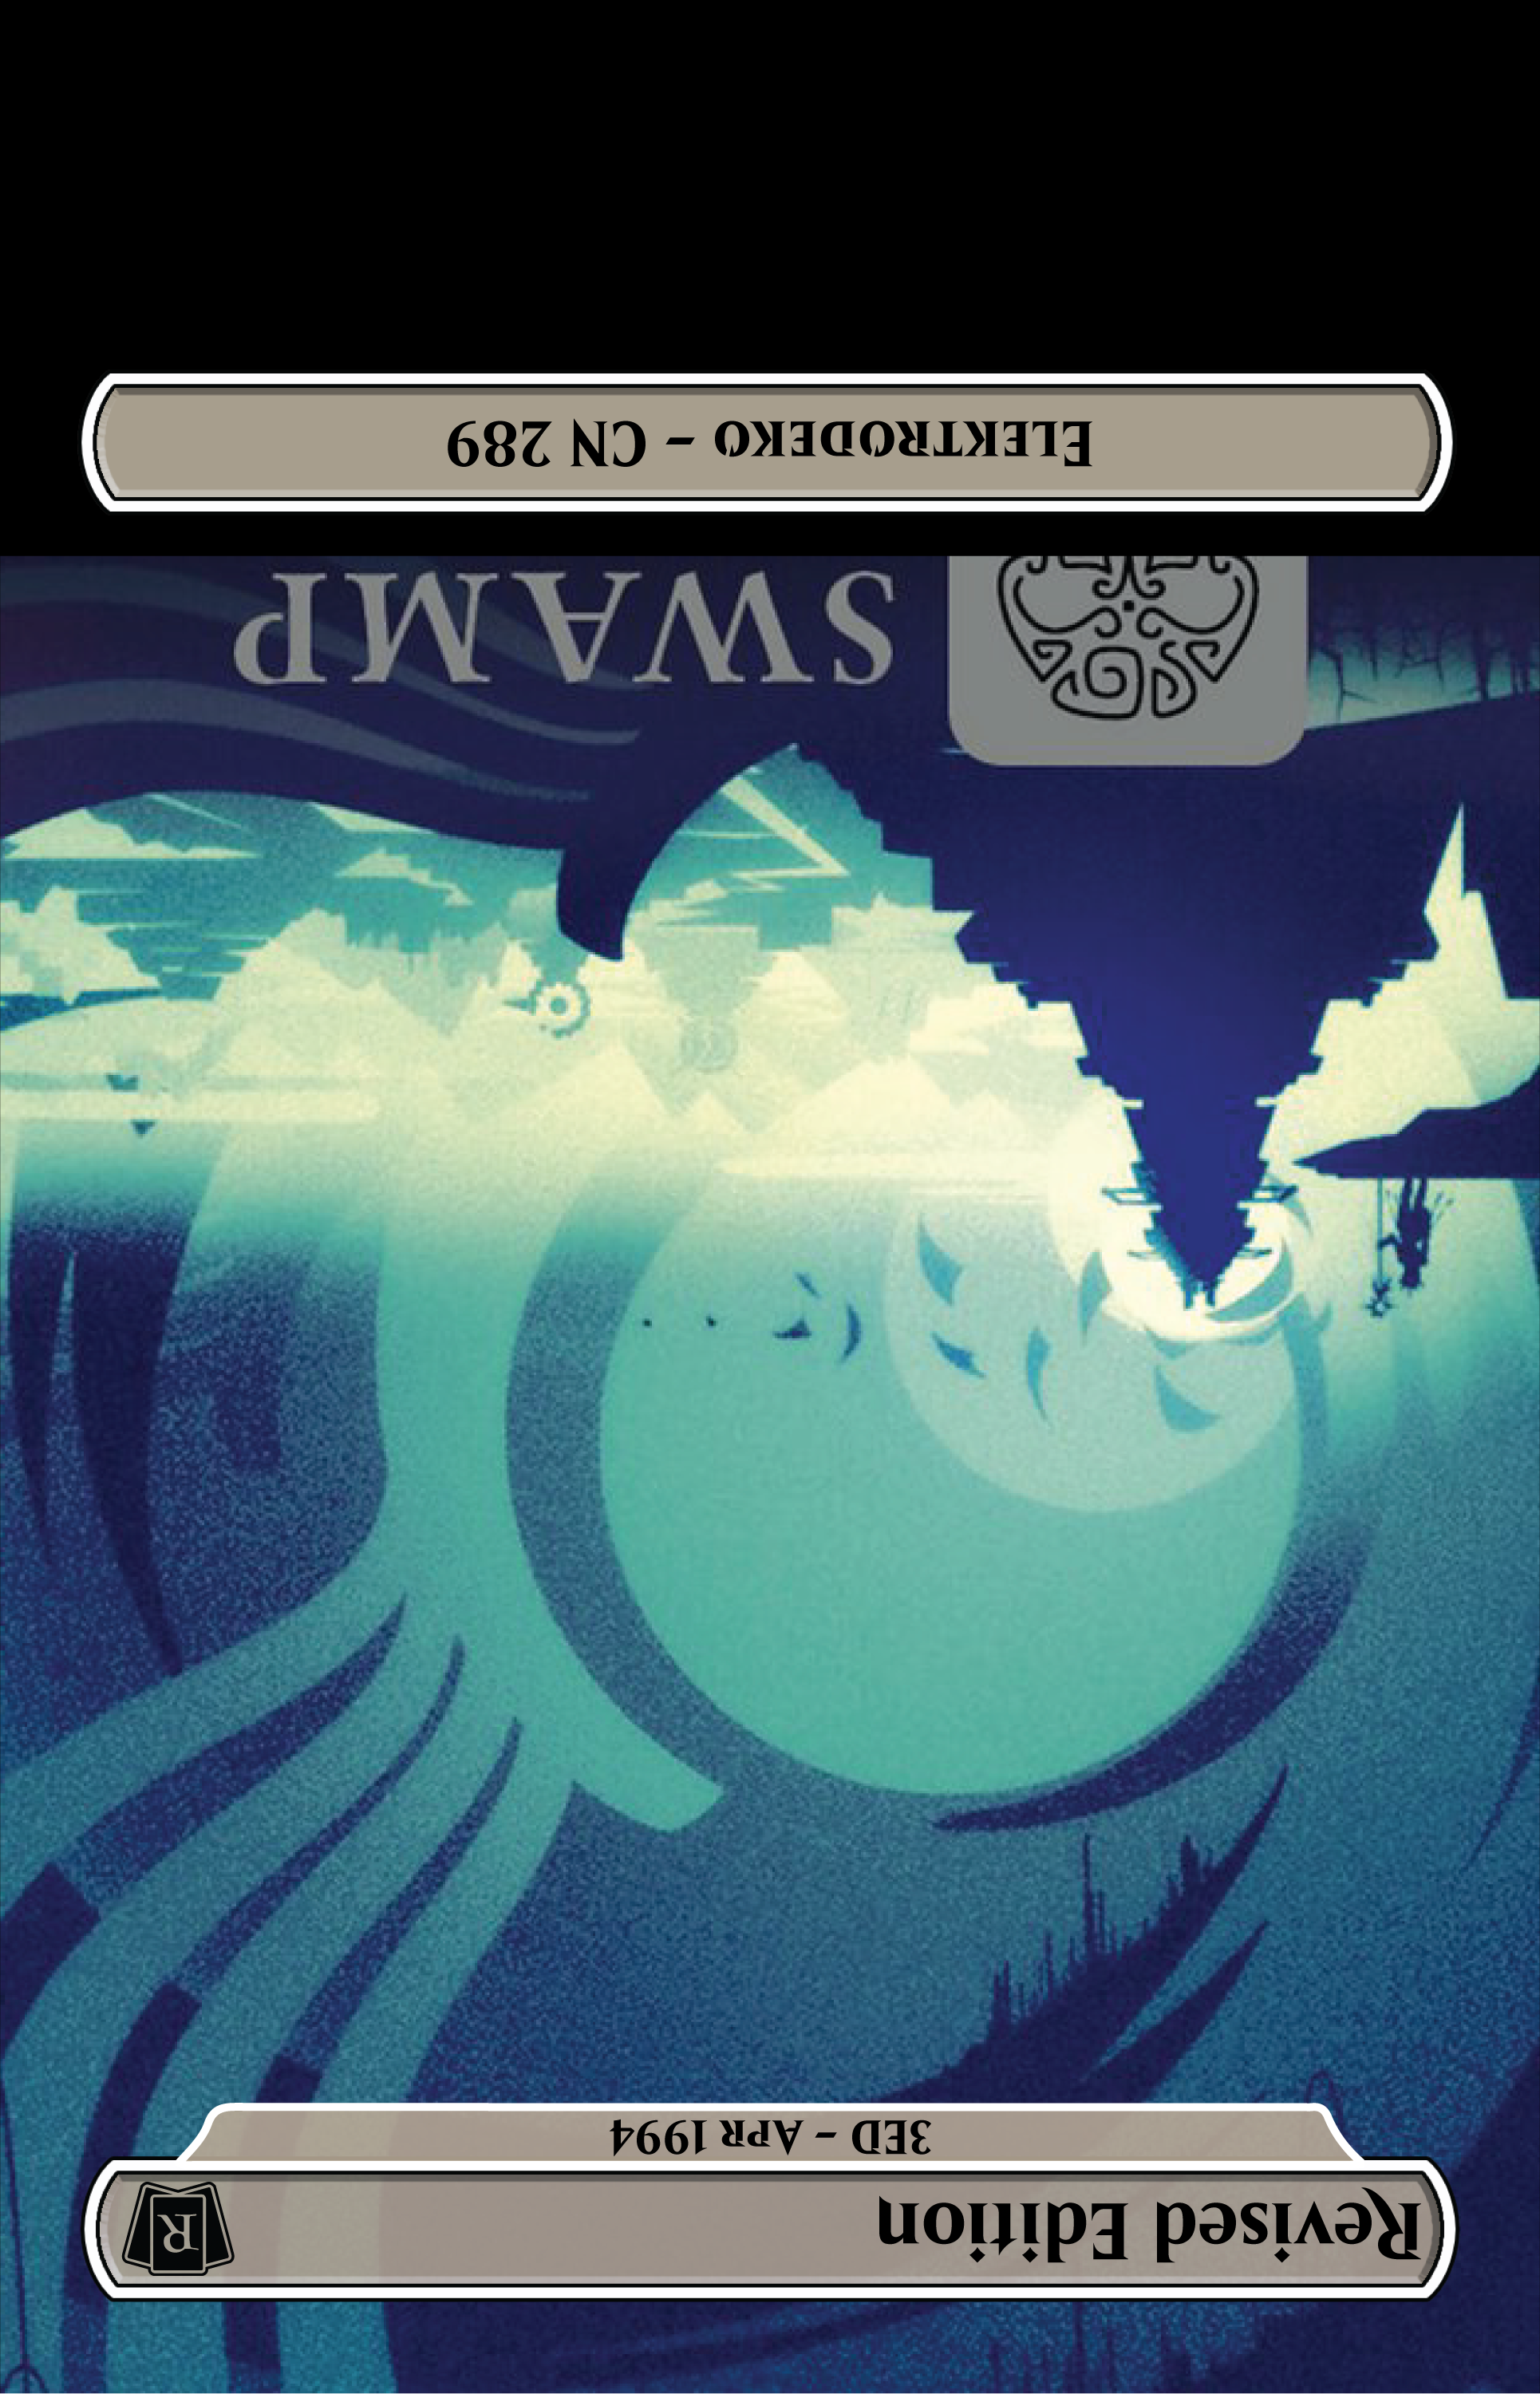 Revised Edition
R
3ED – APR 1994
SWAMP
ELEKTRODEKO – CN 289